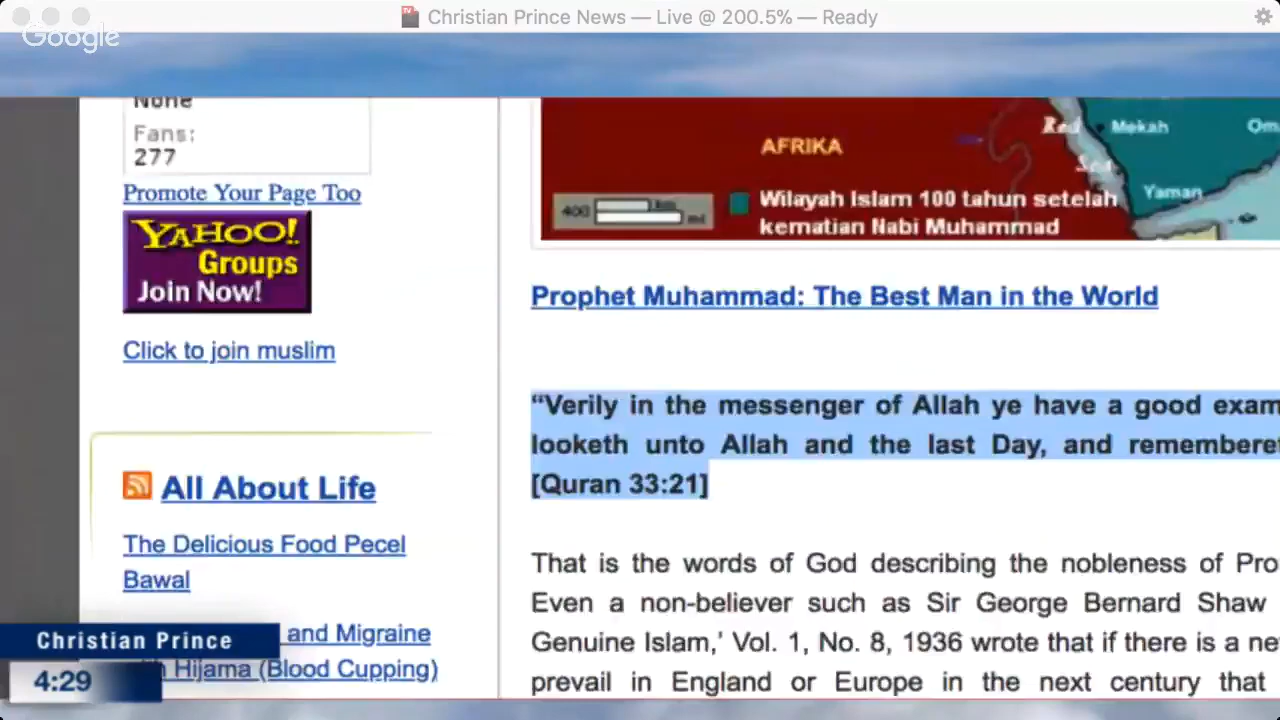 Christian Prince News — Live @ 200.5% — Ready
Google
None
Fans:
277
Promote Your Page Too
YAHOO!
Groups
Join Now!
Click to join muslim
All About Life
The Delicious Food Pecel
Bawal
and Migraine
Hijama (Blood Cupping)
Christian Prince
4:29
AFRIKA
Red
Sea
Mekah
Yaman
400
km
mi
Wilayah Islam 100 tahun setelah
kematian Nabi Muhammad
Prophet Muhammad: The Best Man in the World
“Verily in the messenger of Allah ye have a good exam
looketh unto Allah and the last Day, and remembere
[Quran 33:21]
That is the words of God describing the nobleness of Pro
Even a non-believer such as Sir George Bernard Shaw
Genuine Islam,’ Vol. 1, No. 8, 1936 wrote that if there is a ne
prevail in England or Europe in the next century that